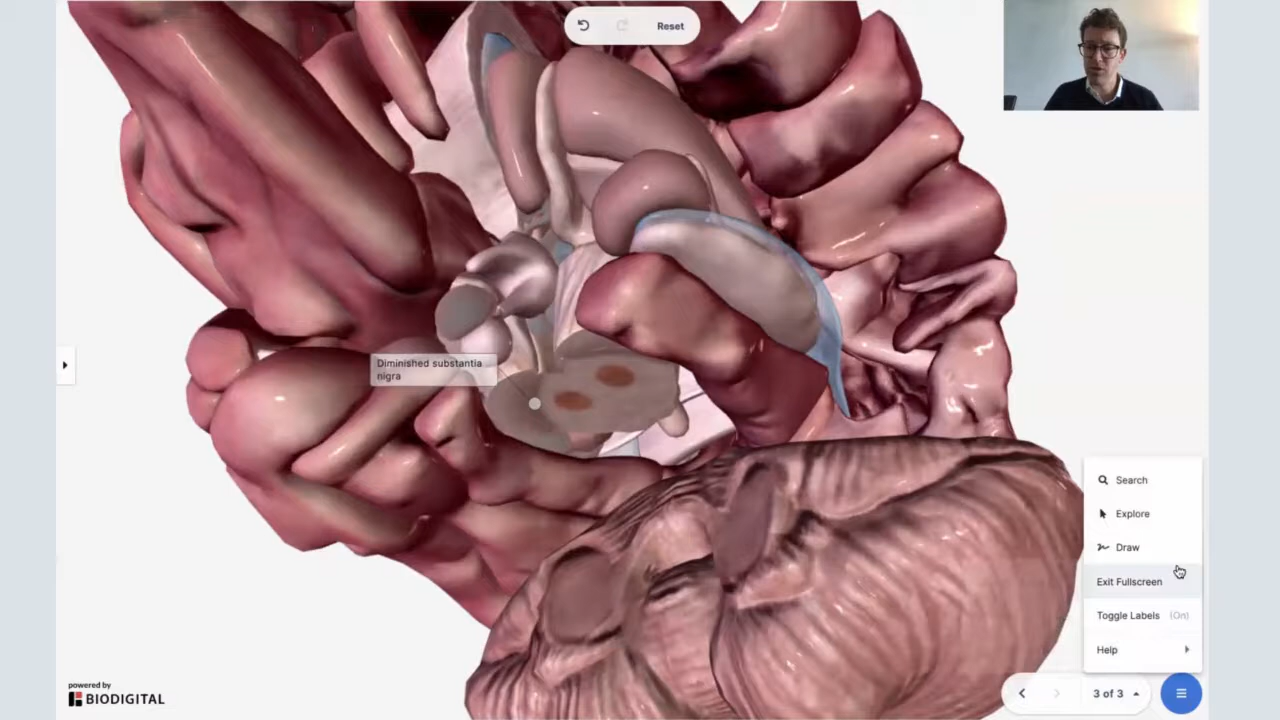 Reset
Diminished substantia
nigra
Search
Explore
Draw
Exit Fullscreen
Toggle Labels (On)
Help
3 of 3
powered by
BIODIGITAL